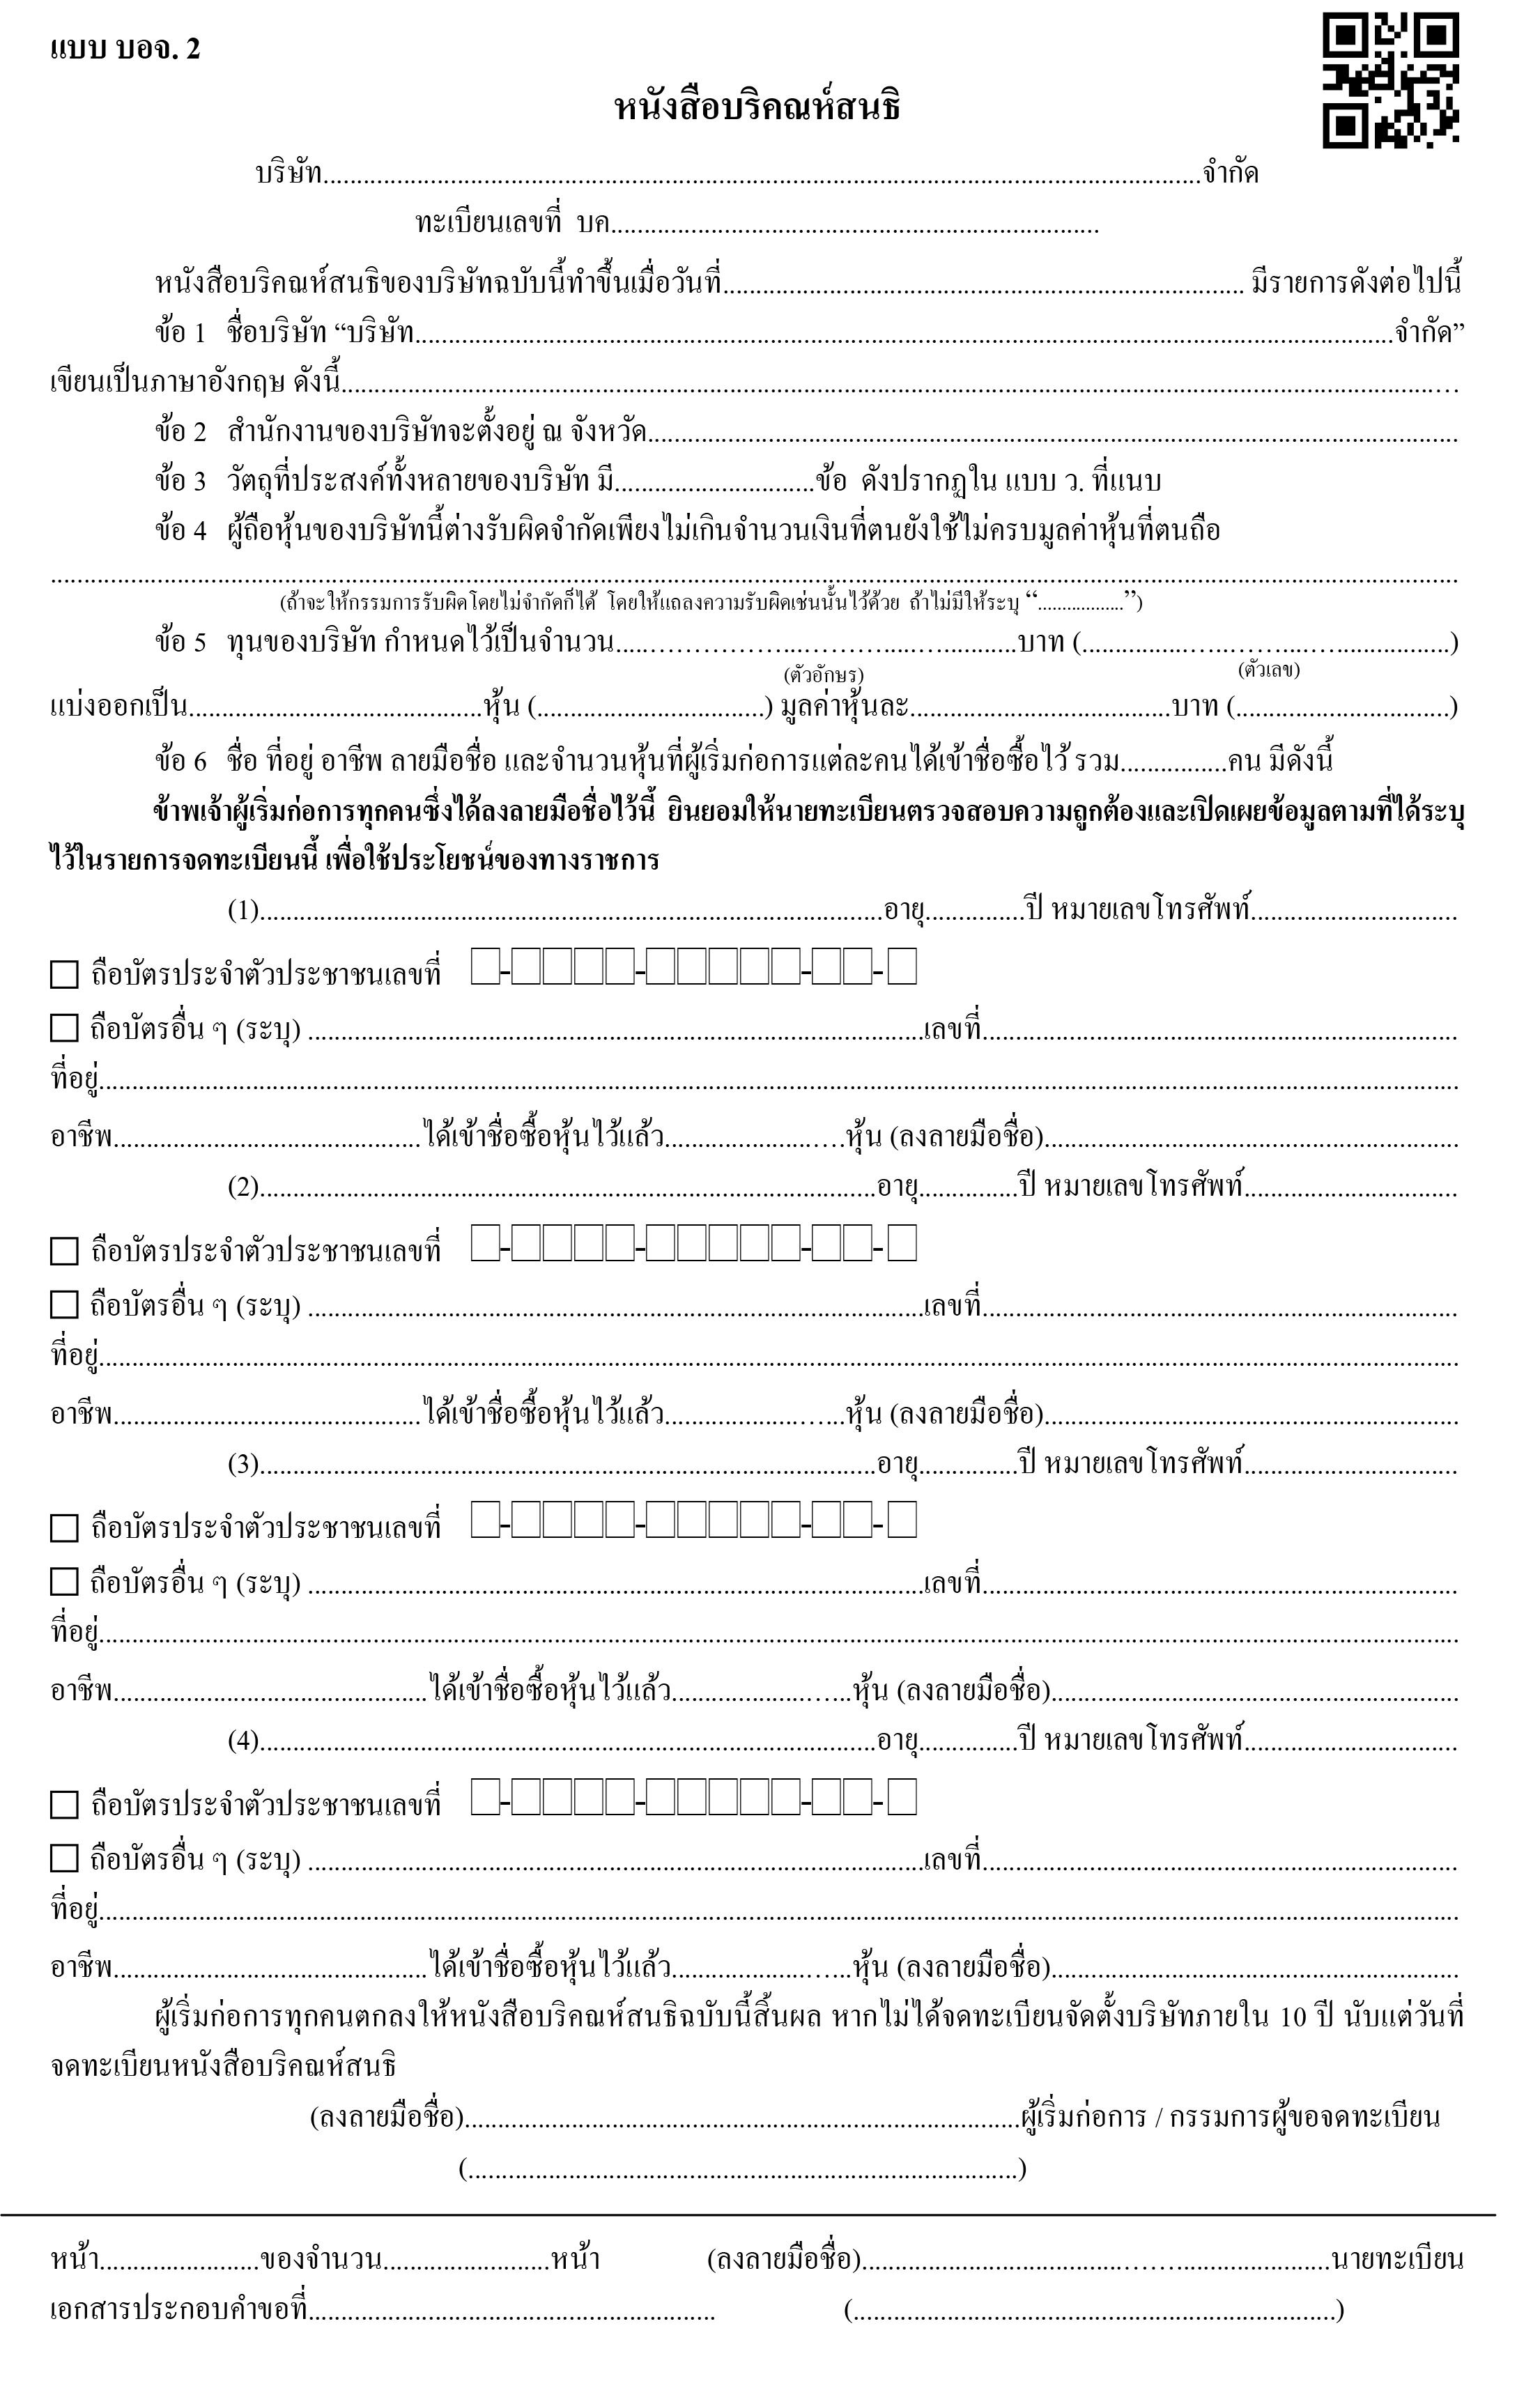 แบบ บอจ. 2
หนังสือบริคณห์สนธิ
บริษัท....................................................................................................................................จำกัด
ทะเบียนเลขที่ บค.........................................................................
หนังสือบริคณห์สนธิของบริษัทฉบับนี้ทำขึ้นเมื่อวันที่.............................................................................. มีรายการดังต่อไปนี้
ข้อ 1 ชื่อบริษัท “บริษัท..................................................................................................................................................จำกัด”
เขียนเป็นภาษาอังกฤษ ดังนี้.....................................................................................................................................................................…
ข้อ 2 สำนักงานของบริษัทจะตั้งอยู่ ณ จังหวัด.........................................................................................................................
ข้อ 3 วัตถุที่ประสงค์ทั้งหลายของบริษัท มี..............................ข้อ ดังปรากฏใน แบบ ว. ที่แนบ
ข้อ 4 ผู้ถือหุ้นของบริษัทนี้ต่างรับผิดจำกัดเพียงไม่เกินจำนวนเงินที่ตนยังใช้ไม่ครบมูลค่าหุ้นที่ตนถือ
..................................................................................................................................................................................................................
(ถ้าจะให้กรรมการรับผิดโดยไม่จำกัดก็ได้ โดยให้แถลงความรับผิดเช่นนั้นไว้ด้วย ถ้าไม่มีให้ระบุ “..................”)
ข้อ 5 ทุนของบริษัท กำหนดไว้เป็นจำนวน.....…………………..………….....…...........บาท (...............…...……...…..................)
(ตัวอักษร) (ตัวเลข)
แบ่งออกเป็น............................................หุ้น (..................................) มูลค่าหุ้นละ.......................................บาท (................................)
ข้อ 6 ชื่อ ที่อยู่ อาชีพ ลายมือชื่อ และจำนวนหุ้นที่ผู้เริ่มก่อการแต่ละคนได้เข้าชื่อซื้อไว้ รวม................คน มีดังนี้
ข้าพเจ้าผู้เริ่มก่อการทุกคนซึ่งได้ลงลายมือชื่อไว้นี้ ยินยอมให้นายทะเบียนตรวจสอบความถูกต้องและเปิดเผยข้อมูลตามที่ได้ระบุ
ไว้ในรายการจดทะเบียนนี้ เพื่อใช้ประโยชน์ของทางราชการ
(1).............................................................................................อายุ...............ปี หมายเลขโทรศัพท์...............................
☐ ถือบัตรประจำตัวประชาชนเลขที่ ☐-☐☐☐☐-☐☐☐☐☐-☐☐-☐
☐ ถือบัตรอื่น ๆ (ระบุ) ............................................................................................เลขที่.......................................................................
ที่อยู่...........................................................................................................................................................................................................
อาชีพ..............................................ได้เข้าชื่อซื้อหุ้นไว้แล้ว......................….หุ้น (ลงลายมือชื่อ)..............................................................
(2)............................................................................................อายุ...............ปี หมายเลขโทรศัพท์................................
☐ ถือบัตรประจำตัวประชาชนเลขที่ ☐-☐☐☐☐-☐☐☐☐☐-☐☐-☐
☐ ถือบัตรอื่น ๆ (ระบุ) ............................................................................................เลขที่.......................................................................
ที่อยู่...........................................................................................................................................................................................................
อาชีพ..............................................ได้เข้าชื่อซื้อหุ้นไว้แล้ว....................…...หุ้น (ลงลายมือชื่อ)..............................................................
(3)............................................................................................อายุ...............ปี หมายเลขโทรศัพท์................................
☐ ถือบัตรประจำตัวประชาชนเลขที่ ☐-☐☐☐☐-☐☐☐☐☐-☐☐-☐
☐ ถือบัตรอื่น ๆ (ระบุ) ............................................................................................เลขที่.......................................................................
ที่อยู่...........................................................................................................................................................................................................
อาชีพ...............................................ได้เข้าชื่อซื้อหุ้นไว้แล้ว....................…...หุ้น (ลงลายมือชื่อ).............................................................
(4)............................................................................................อายุ...............ปี หมายเลขโทรศัพท์................................
☐ ถือบัตรประจำตัวประชาชนเลขที่ ☐-☐☐☐☐-☐☐☐☐☐-☐☐-☐
☐ ถือบัตรอื่น ๆ (ระบุ) ............................................................................................เลขที่.......................................................................
ที่อยู่...........................................................................................................................................................................................................
อาชีพ...............................................ได้เข้าชื่อซื้อหุ้นไว้แล้ว....................…...หุ้น (ลงลายมือชื่อ).............................................................
ผู้เริ่มก่อการทุกคนตกลงให้หนังสือบริคณห์สนธิฉบับนี้สิ้นผล หากไม่ได้จดทะเบียนจัดตั้งบริษัทภายใน 10 ปี นับแต่วันที่
จดทะเบียนหนังสือบริคณห์สนธิ
(ลงลายมือชื่อ)...................................................................................ผู้เริ่มก่อการ / กรรมการผู้ขอจดทะเบียน
(..................................................................................)
หน้า........................ของจำนวน.........................หน้า (ลงลายมือชื่อ).......................................……......................นายทะเบียน
เอกสารประกอบคำขอที่............................................................. (........................................................................)